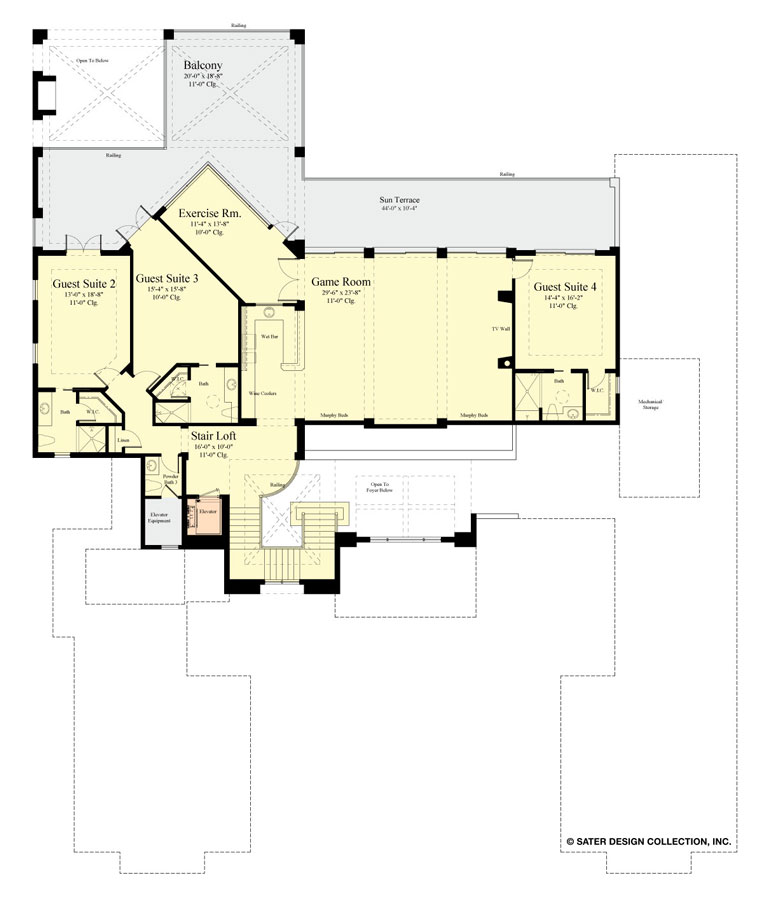 Railing
Open To Below
Balcony
20'-0" x 18'-8"
11'-0" Clg.
Railing
Railing
Sun Terrace
44'-0" x 10'-4"
Exercise Rm.
11'-4" x 13'-8"
10'-0" Clg.
Guest Suite 2
13'-0" x 18'-8"
11'-0" Clg.
Guest Suite 3
15'-4" x 15'-8"
10'-0" Clg.
Game Room
29'-6" x 23'-8"
11'-0" Clg.
Guest Suite 4
14'-4" x 16'-2"
11'-0" Clg.
Wet Bar
TV Wall
W.I.C.
Bath
Wine Coolers
Bath
W.I.C.
Mechanical
Storage
Bath
W.I.C.
Murphy Beds
Murphy Beds
Linen
Stair Loft
16'-0" x 10'-0"
11'-0" Clg.
Powder
Bath 3
Railing
Open To
Foyer Below
Elevator
Equipment
Elevator
© SATER DESIGN COLLECTION, INC.